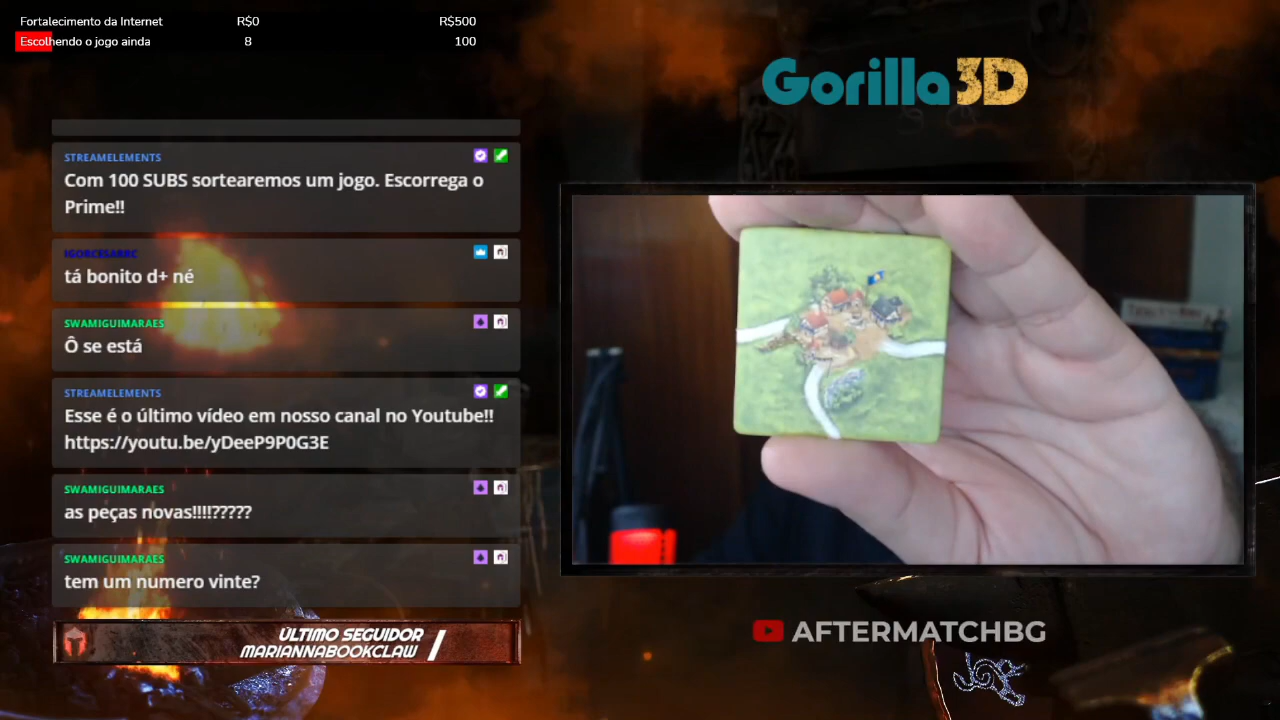 Fortalecimento da Internet R$0 R$500
Escolhendo o jogo ainda 8 100
Gorilla3D
STREAMELEMENTS
Com 100 SUBS sortearemos um jogo. Escorrega o
Prime!!
IGORCESARRC
tá bonito d+ né
SWAMIGUIMARAES
Ô se está
STREAMELEMENTS
Esse é o último vídeo em nosso canal no Youtube!!
https://youtu.be/yDeeP9P0G3E
SWAMIGUIMARAES
as peças novas!!!!?????
SWAMIGUIMARAES
tem um numero vinte?
ÚLTIMO SEGUIDOR
MARIANNABOOKCLAW
AFTERMATCHBG